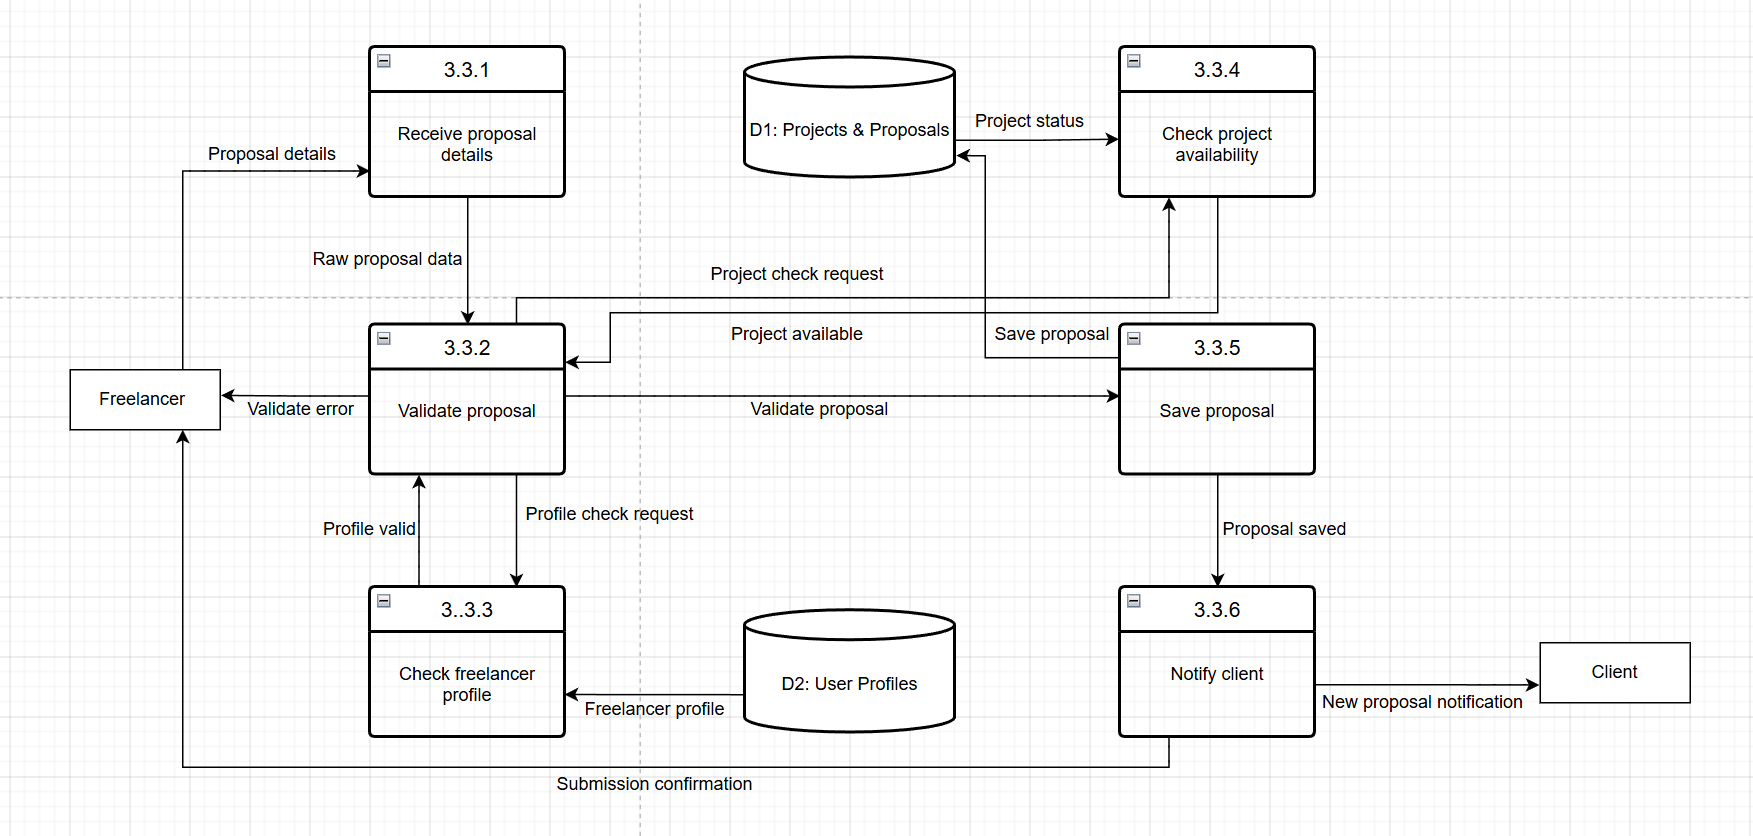 3.3.1
Receive proposal
details
D1: Projects & Proposals
Project status
3.3.4
Check project
availability
Proposal details
Raw proposal data
Project check request
Project available
Save proposal
3.3.2
Validate proposal
3.3.5
Save proposal
Freelancer
Validate error
Validate proposal
Profile valid
Profile check request
Proposal saved
3..3.3
Check freelancer
profile
D2: User Profiles
Freelancer profile
3.3.6
Notify client
New proposal notification
Client
Submission confirmation